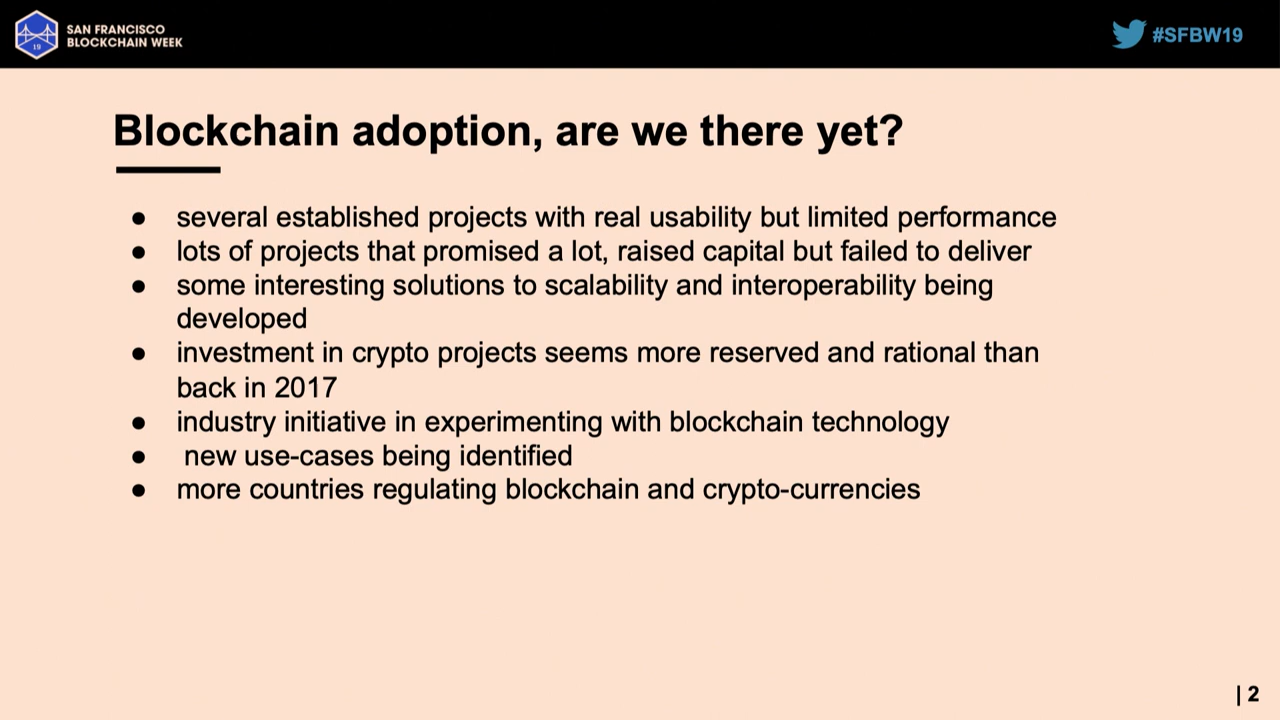 SAN FRANCISCO
BLOCKCHAIN WEEK
19
#SFBW19
Blockchain adoption, are we there yet?
● several established projects with real usability but limited performance
● lots of projects that promised a lot, raised capital but failed to deliver
● some interesting solutions to scalability and interoperability being
developed
● investment in crypto projects seems more reserved and rational than
back in 2017
● industry initiative in experimenting with blockchain technology
● new use-cases being identified
● more countries regulating blockchain and crypto-currencies
| 2